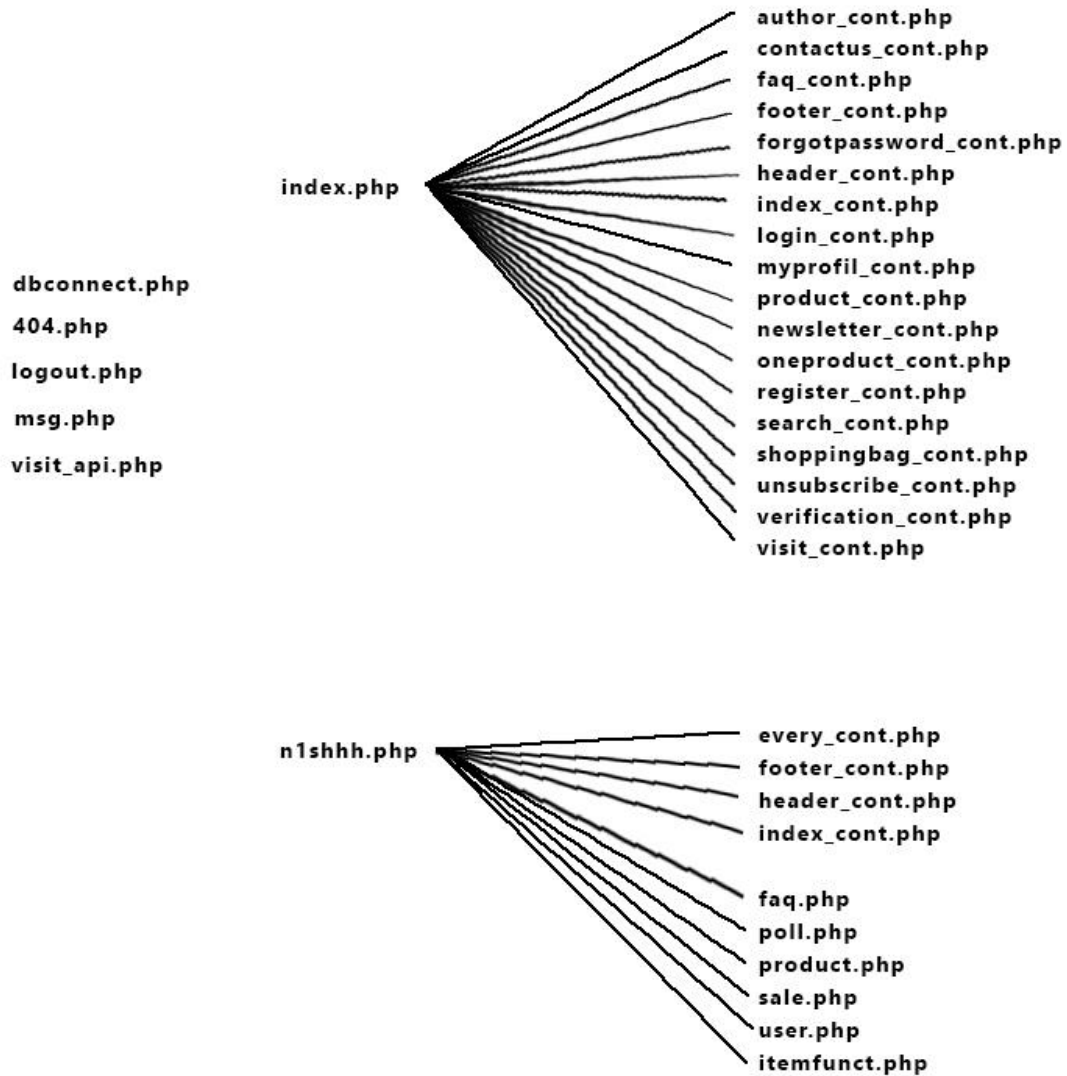 index.php
author_cont.php
contactus_cont.php
faq_cont.php
footer_cont.php
forgotpassword_cont.php
header_cont.php
index_cont.php
login_cont.php
myprofil_cont.php
product_cont.php
newsletter_cont.php
oneproduct_cont.php
register_cont.php
search_cont.php
shoppingbag_cont.php
unsubscribe_cont.php
verification_cont.php
visit_cont.php
dbconnect.php
404.php
logout.php
msg.php
visit_api.php
n1shhh.php
every_cont.php
footer_cont.php
header_cont.php
index_cont.php
faq.php
poll.php
product.php
sale.php
user.php
itemfunct.php